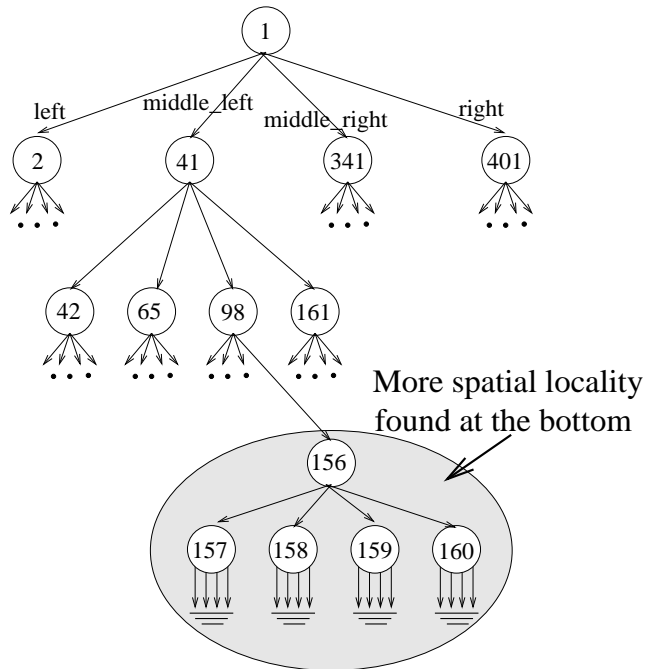 1
left
middle_left
middle_right
right
2
41
341
401
42
65
98
161
More spatial locality
found at the bottom
156
157
158
159
160